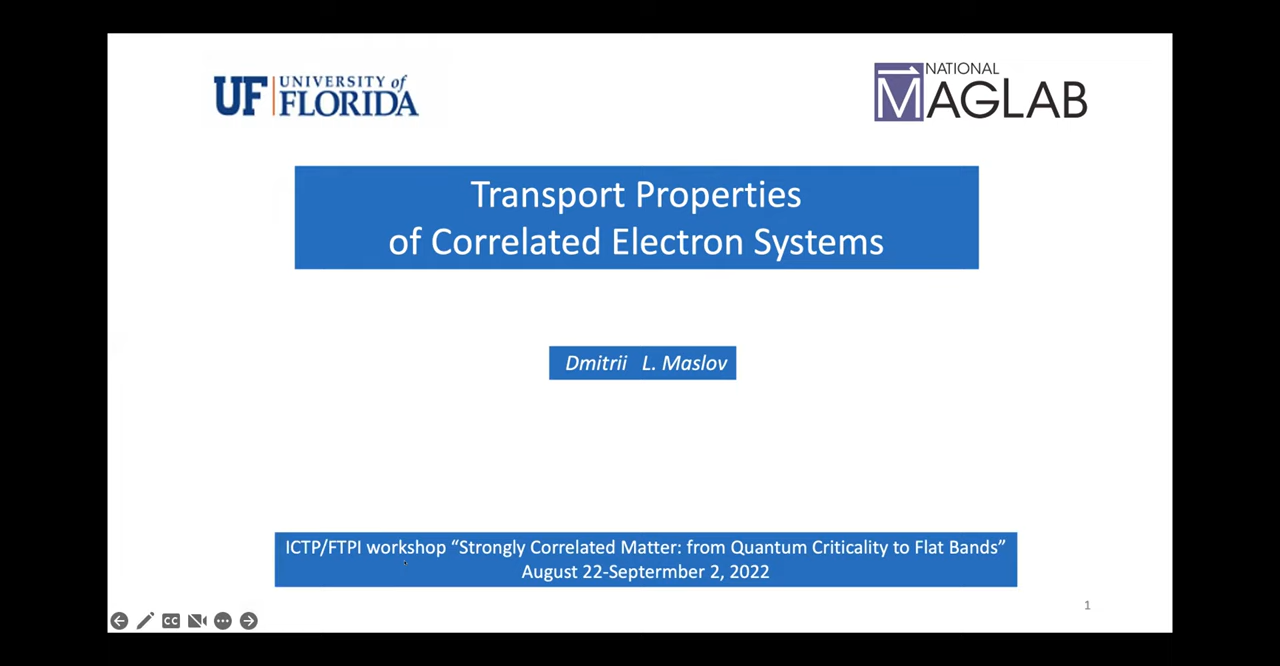 UF UNIVERSITY of
FLORIDA
NATIONAL
MAGLAB
Transport Properties
of Correlated Electron Systems
Dmitrii L. Maslov
ICTP/FTPI workshop “Strongly Correlated Matter: from Quantum Criticality to Flat Bands”
August 22-Septermber 2, 2022
1
CC